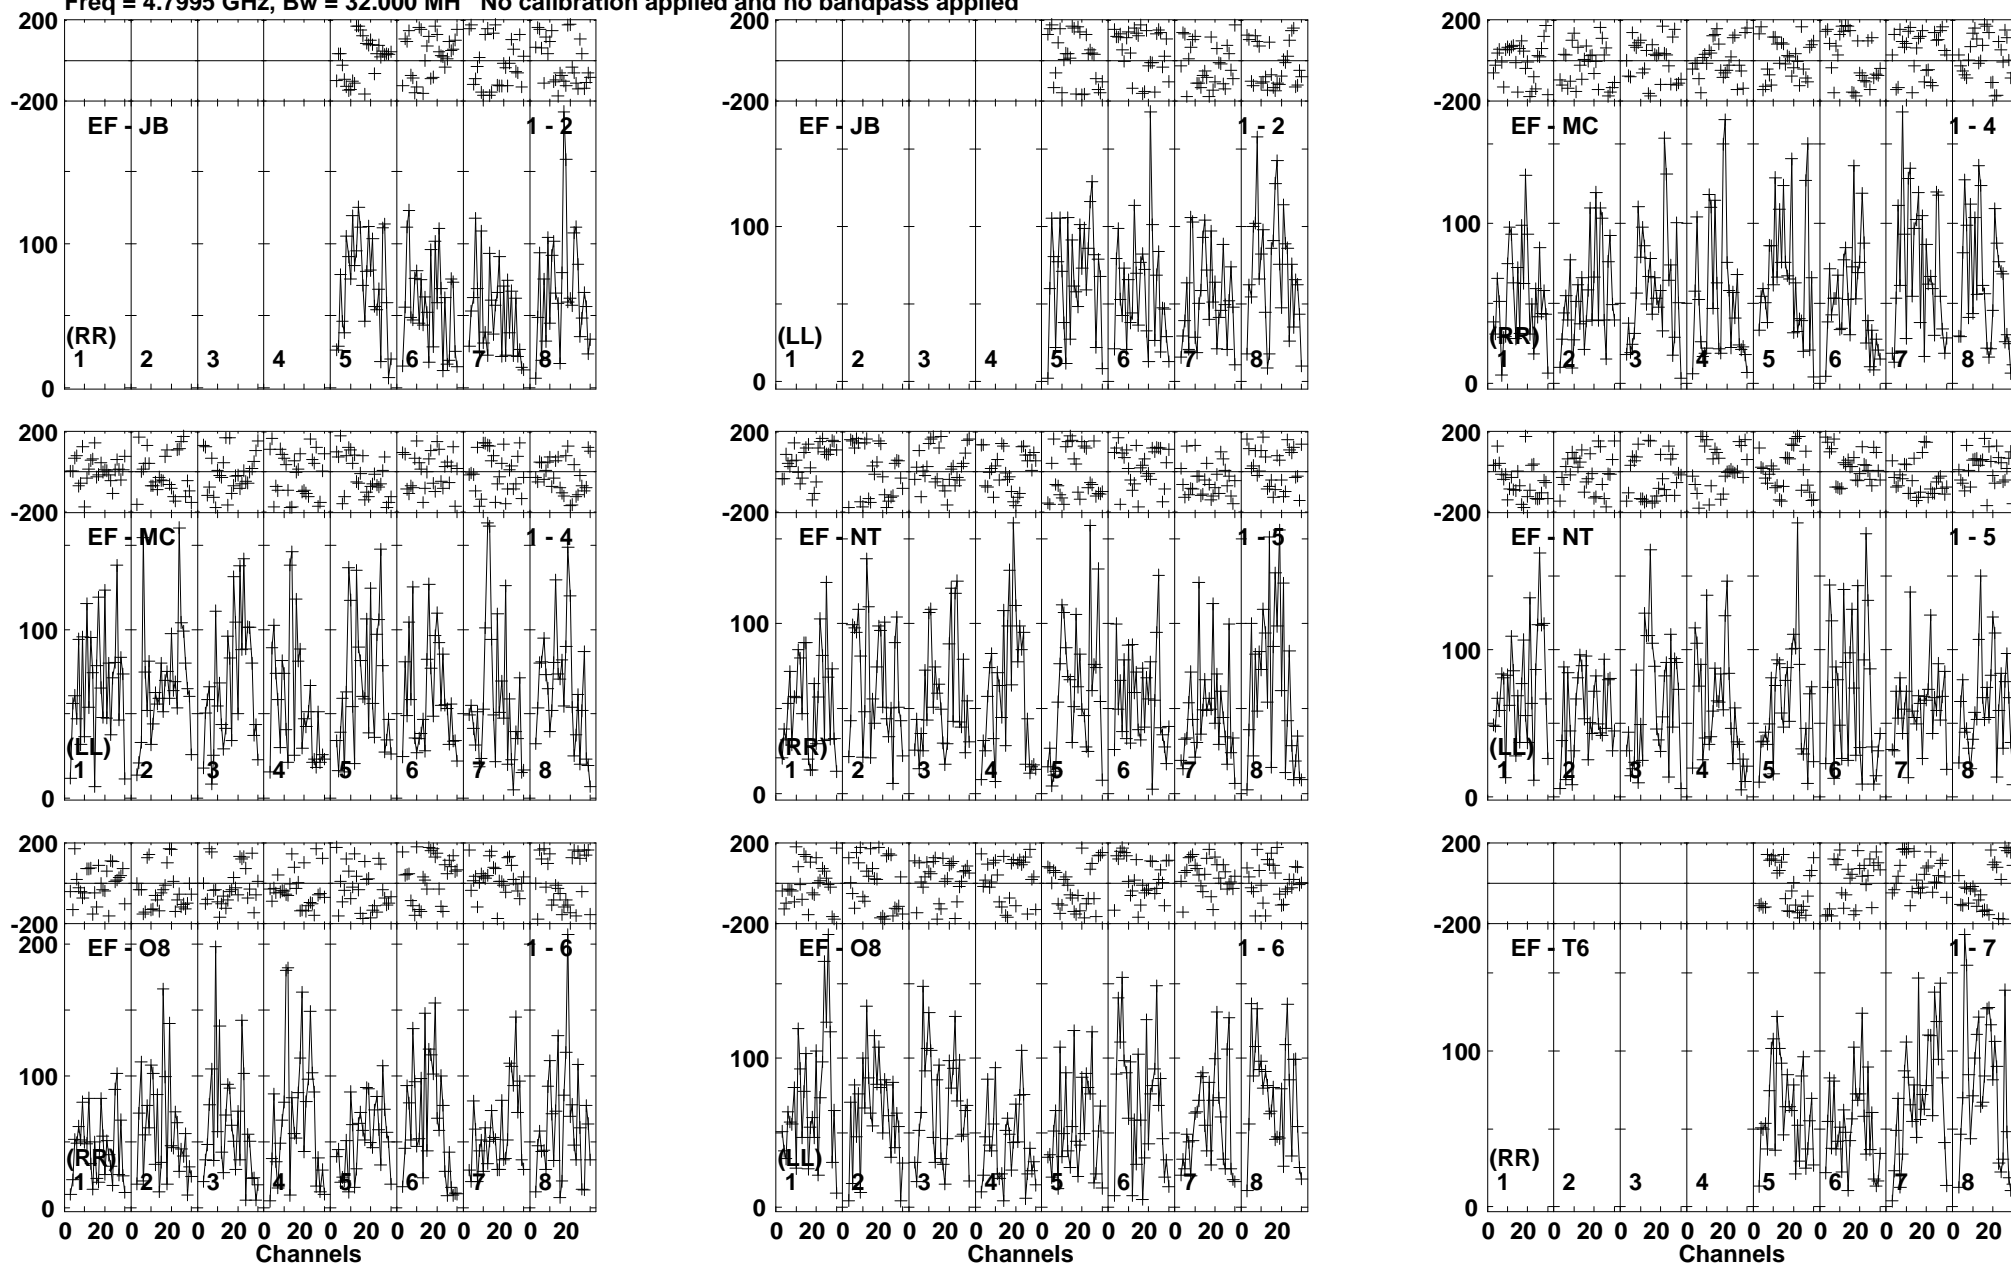 Freq = 4.7995 GHz, Bw = 32.000 MH No calibration applied and no bandpass applied
200 200 200
-200 -200 -200
EF - JB 1 - 2 EF - JB 1 - 2 EF - MC 1 - 4
100 100 100
(RR) (LL) (RR)
1 2 3 4 5 6 7 8 1 2 3 4 5 6 7 8 1 2 3 4 5 6 7 8
0 0 0
200 200 200
-200 -200 -200
EF - MC 1 - 4 EF - NT 1 - 5 EF - NT 1 - 5
100 100 100
(LL) (RR) (LL)
1 2 3 4 5 6 7 8 1 2 3 4 5 6 7 8 1 2 3 4 5 6 7 8
0 0 0
200 200 200
-200 -200 -200
200
EF - O8 1 - 6 EF - O8 1 - 6 EF - T6 1 - 7
100 100 100
(RR) (LL) (RR)
1 2 3 4 5 6 7 8 1 2 3 4 5 6 7 8 1 2 3 4 5 6 7 8
0 0 0
0 20 0 20 0 20 0 20 0 20 0 20 0 20 0 20 0 20 0 20 0 20 0 20 0 20 0 20 0 20 0 20 0 20 0 20 0 20 0 20 0 20 0 20 0 20 0 20
Channels Channels Channels